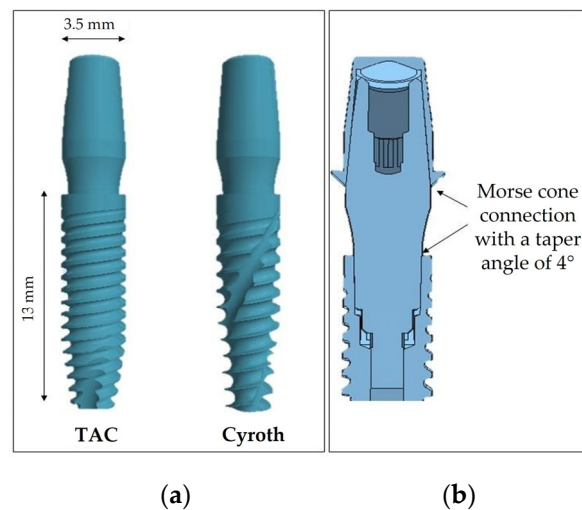 3.5 mm
13 mm
TAC
Cyroth
Morse cone
connection
with a taper
angle of 4°
(a)
(b)